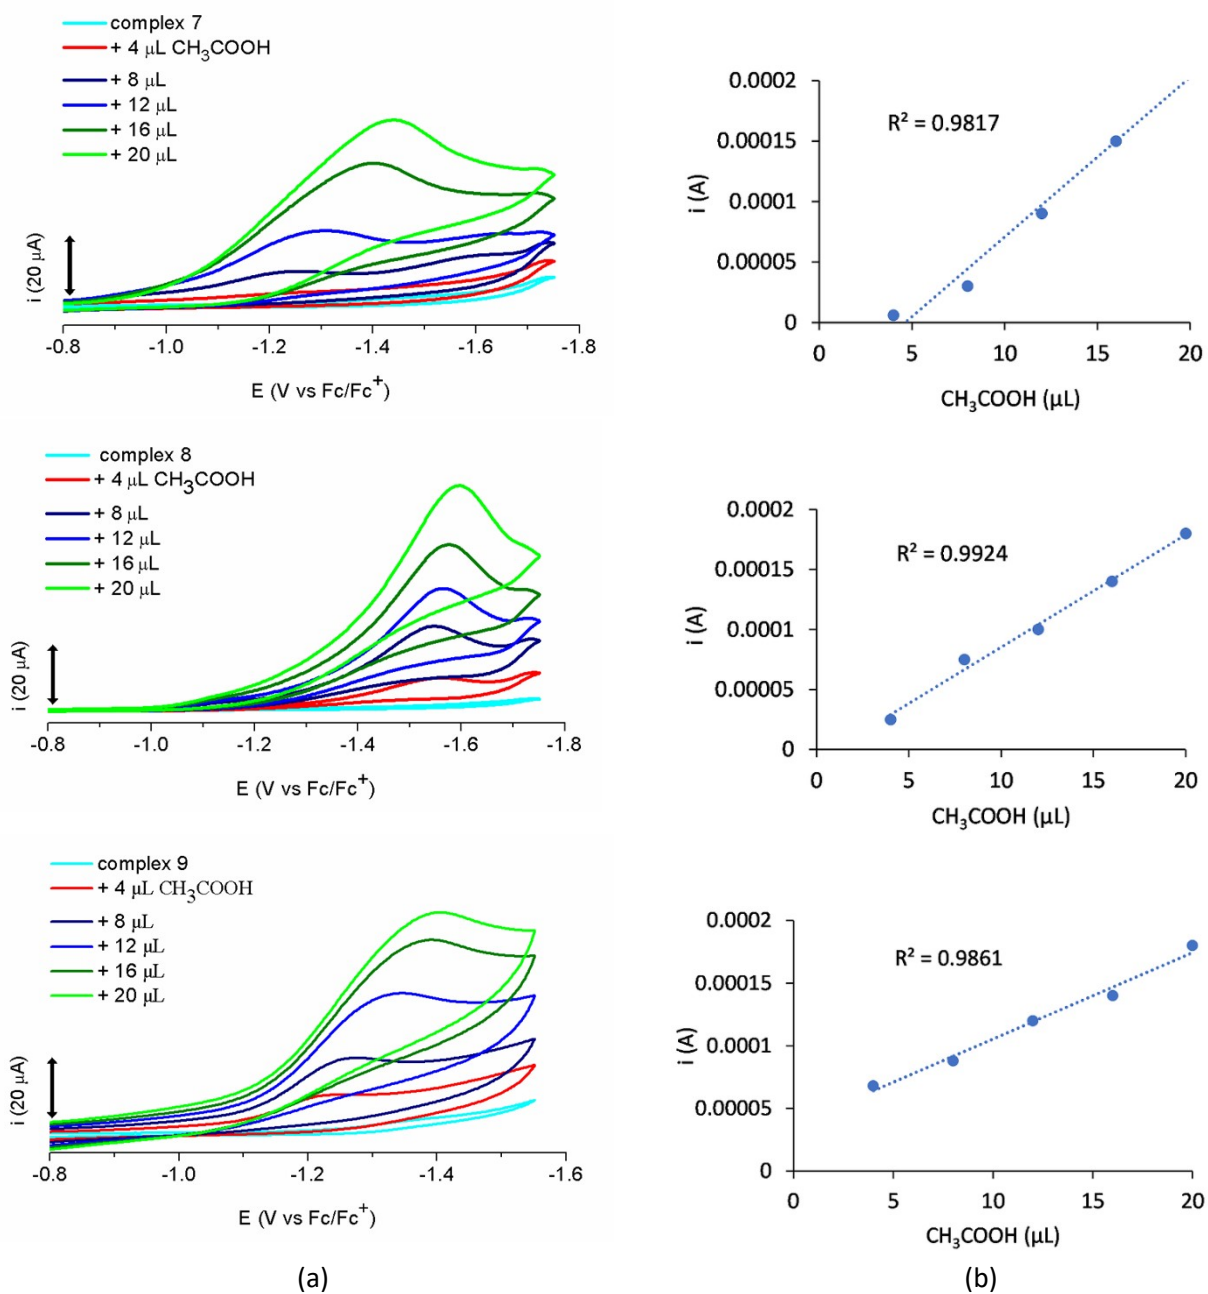 complex 7
+ 4 μL CH₃COOH
+ 8 μL
+ 12 μL
+ 16 μL
+ 20 μL
i (20 μA)
-0.8 -1.0 -1.2 -1.4 -1.6 -1.8
E (V vs Fc/Fc⁺)
0.0002
0.00015
0.0001
0.00005
0
R² = 0.9817
i (A)
0 5 10 15 20
CH₃COOH (μL)
complex 8
+ 4 μL CH₃COOH
+ 8 μL
+ 12 μL
+ 16 μL
+ 20 μL
i (20 μA)
-0.8 -1.0 -1.2 -1.4 -1.6 -1.8
E (V vs Fc/Fc⁺)
0.0002
0.00015
0.0001
0.00005
0
R² = 0.9924
i (A)
0 5 10 15 20
CH₃COOH (μL)
complex 9
+ 4 μL CH₃COOH
+ 8 μL
+ 12 μL
+ 16 μL
+ 20 μL
i (20 μA)
-0.8 -1.0 -1.2 -1.4 -1.6
E (V vs Fc/Fc⁺)
0.0002
0.00015
0.0001
0.00005
0
R² = 0.9861
i (A)
0 5 10 15 20
CH₃COOH (μL)
(a) (b)